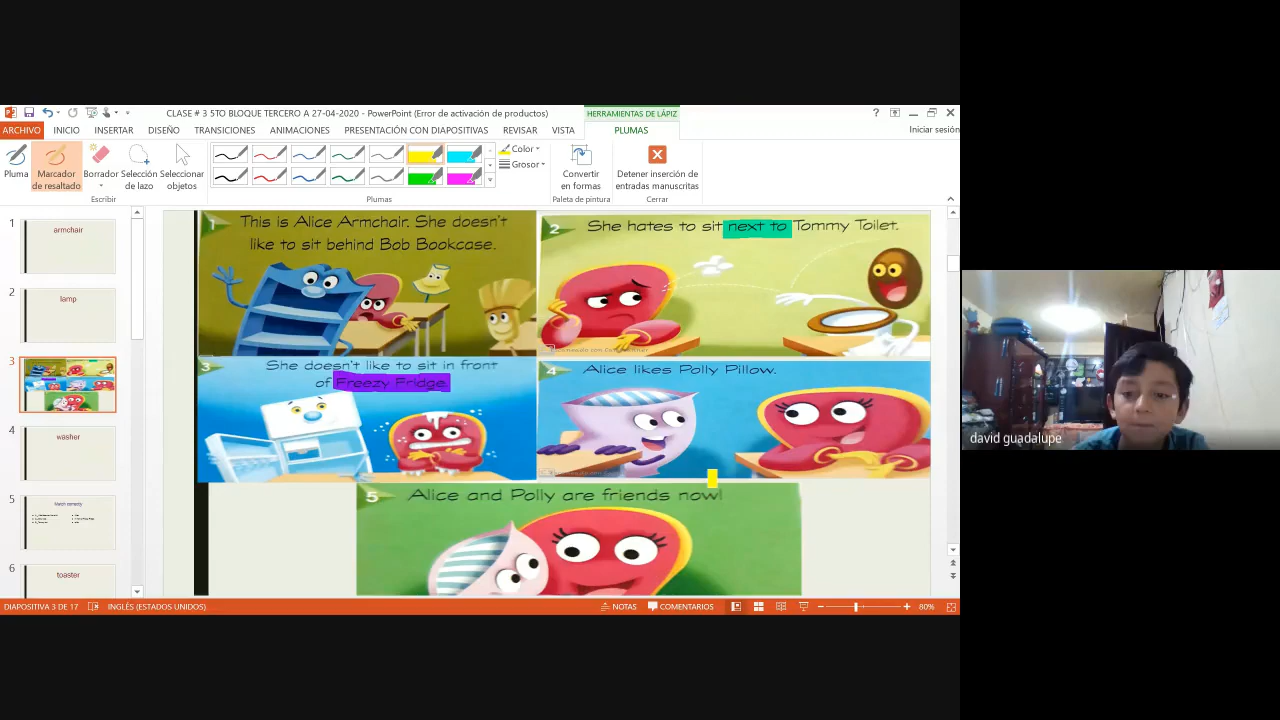 CLASE # 3 5TO BLOQUE TERCERO A 27-04-2020 - PowerPoint (Error de activación de productos)
HERRAMIENTAS DE LÁPIZ
ARCHIVO INICIO INSERTAR DISEÑO TRANSICIONES ANIMACIONES PRESENTACIÓN CON DIAPOSITIVAS REVISAR VISTA PLUMAS
Iniciar sesión
Pluma
Marcador de resaltado
Borrador
Selección de lazo
Seleccionar objetos
Color
Grosor
Convertir en formas
Detener inserción de entradas manuscritas
Escribir
Plumas
Paleta de pintura
Cerrar
1
armchair
2
lamp
3
4
washer
5
6
toaster
1
This is Alice Armchair. She doesn't
like to sit behind Bob Bookcase.
2
She hates to sit next to Tommy Toilet.
3
She doesn't like to sit in front
of Freezy Fridge.
4
Alice likes Polly Pillow.
5
Alice and Polly are friends now!
david guadalupe
DIAPOSITIVA 3 DE 17 INGLÉS (ESTADOS UNIDOS) NOTAS COMENTARIOS 80%